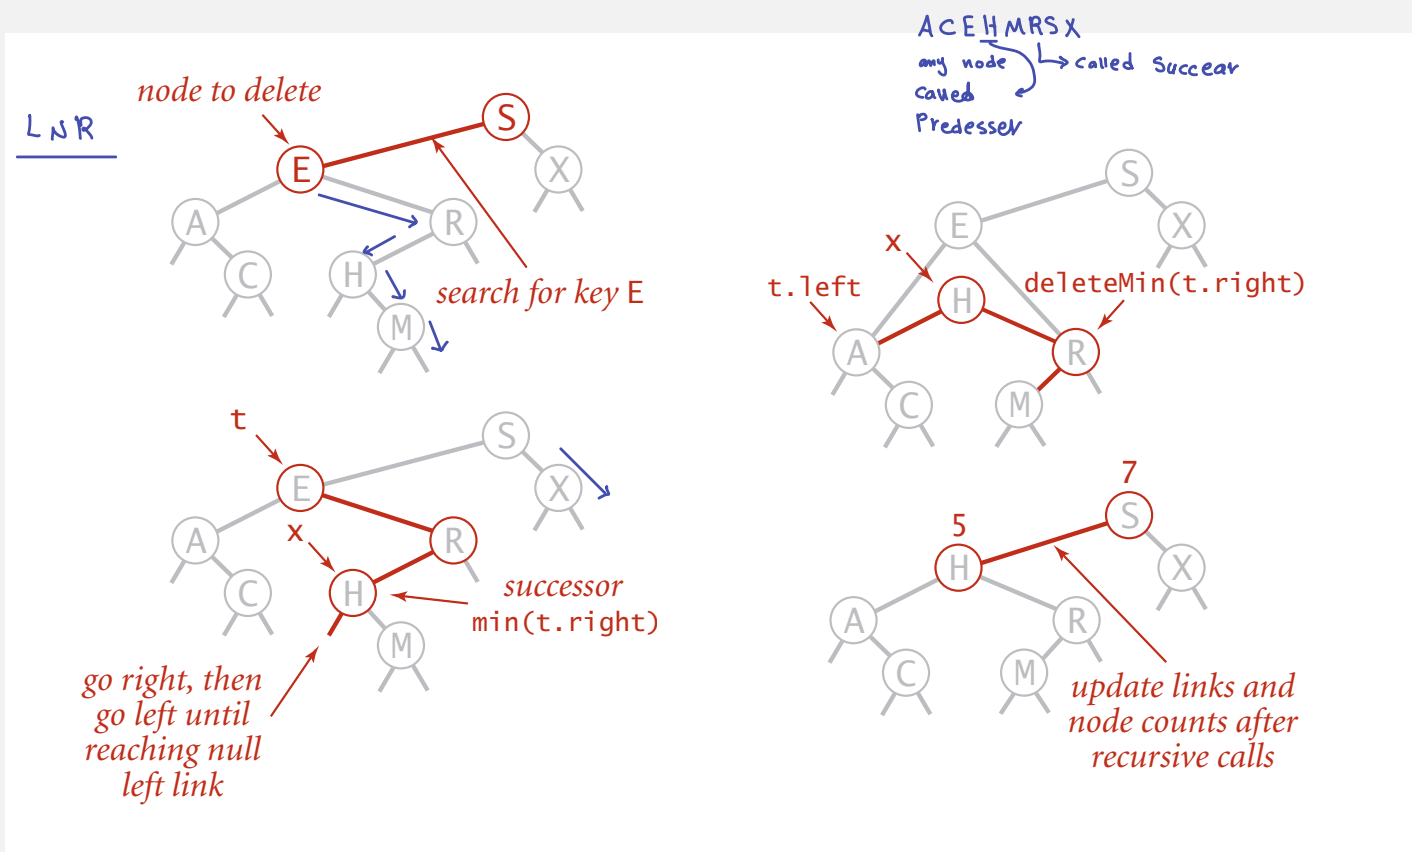 A C E H M R S X
any node
called
Predesser
called Succear
LNR
node to delete
S
E
X
A
R
C
H
M
search for key E
S
E
X
x
t.left
H
deleteMin(t.right)
A
R
C
M
t
S
E
X
A
x
R
C
H
M
successor
min(t.right)
go right, then
go left until
reaching null
left link
7
S
5
H
X
A
R
C
M
update links and
node counts after
recursive calls